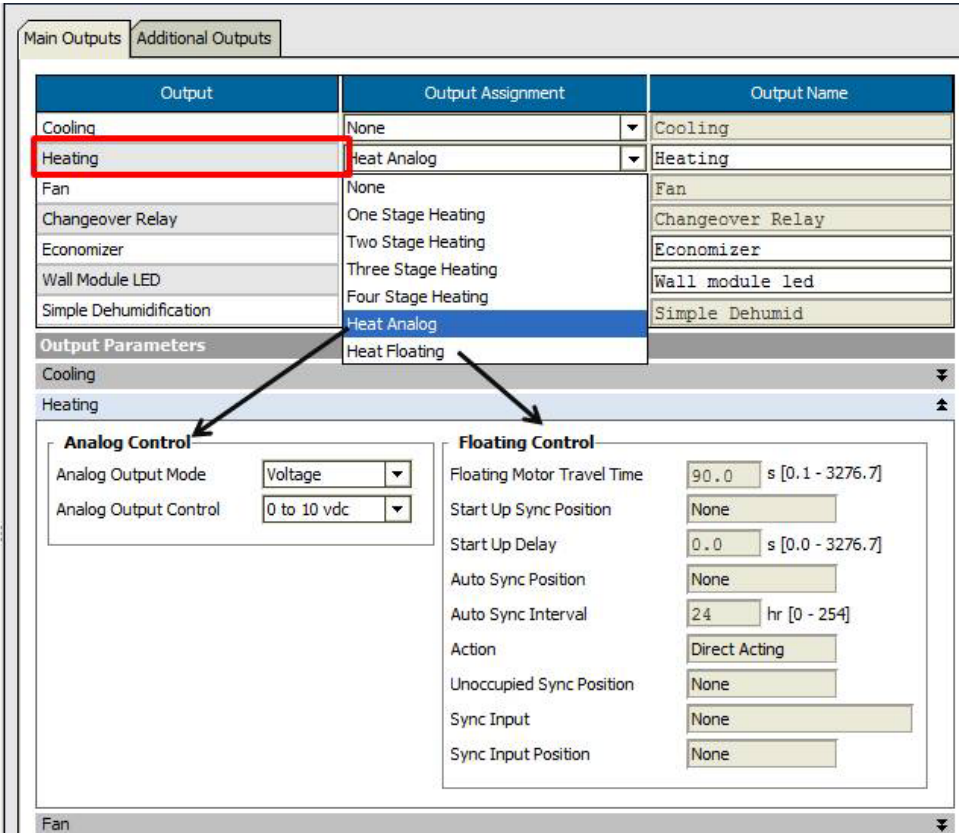 Main Outputs Additional Outputs
Output Output Assignment Output Name
Cooling None Cooling
Heating Heat Analog Heating
Fan None Fan
Changeover Relay One Stage Heating Changeover Relay
Economizer Two Stage Heating Economizer
Wall Module LED Three Stage Heating Wall module led
Simple Dehumidification Four Stage Heating Simple Dehumid
Heat Analog
Output Parameters Heat Floating
Cooling
Heating
Analog Control Floating Control
Analog Output Mode Voltage Floating Motor Travel Time 90.0 s [0.1 - 3276.7]
Analog Output Control 0 to 10 vdc Start Up Sync Position None
Start Up Delay 0.0 s [0.0 - 3276.7]
Auto Sync Position None
Auto Sync Interval 24 hr [0 - 254]
Action Direct Acting
Unoccupied Sync Position None
Sync Input None
Sync Input Position None
Fan